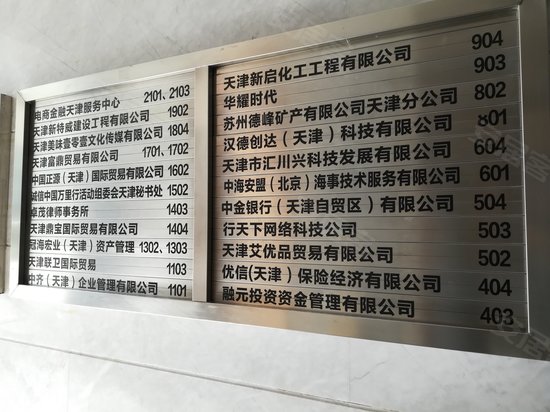 电商金融天津服务中心 2101、2103
天津新特威建设工程有限公司 1902
天津美味壹零壹文化传媒有限公司 1804
天津富鼎贸易有限公司 1701、1702
中国正源（天津）国际贸易有限公司 1602
诚信中国万里行活动组委会天津秘书处 1502
卓茂律师事务所 1403
天津鼎宝国际贸易有限公司 1404
冠海宏业（天津）资产管理 1302、1303
天津联卫国际贸易 1103
中齐（天津）企业管理有限公司 1101
天津新启化工工程有限公司 904
华耀时代 903
苏州德峰矿产有限公司天津分公司 802
汉德创达（天津）科技有限公司 801
天津市汇川兴科技发展有限公司 604
中海安盟（北京）海事技术服务有限公司 601
中金银行（天津自贸区）有限公司 504
行天下网络科技公司 503
天津艾优品贸易有限公司 502
优信(天津）保险经济有限公司 404
融元投资资金管理有限公司 403